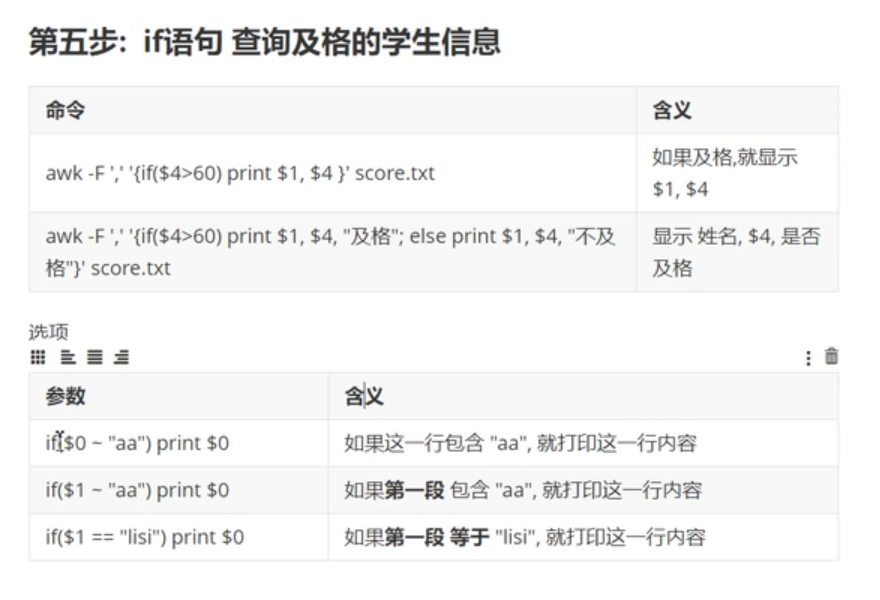 第五步：if语句 查询及格的学生信息
命令
含义
awk -F ',' '{if($4>60) print $1, $4 }' score.txt
如果及格,就显示
$1, $4
awk -F ',' '{if($4>60) print $1, $4, "及格"; else print $1, $4, "不及
格"}' score.txt
显示 姓名, $4, 是否
及格
选项
参数
含义
if($0 ~ "aa") print $0
如果这一行包含 "aa", 就打印这一行内容
if($1 ~ "aa") print $0
如果第一段 包含 "aa", 就打印这一行内容
if($1 == "lisi") print $0
如果第一段 等于 "lisi", 就打印这一行内容